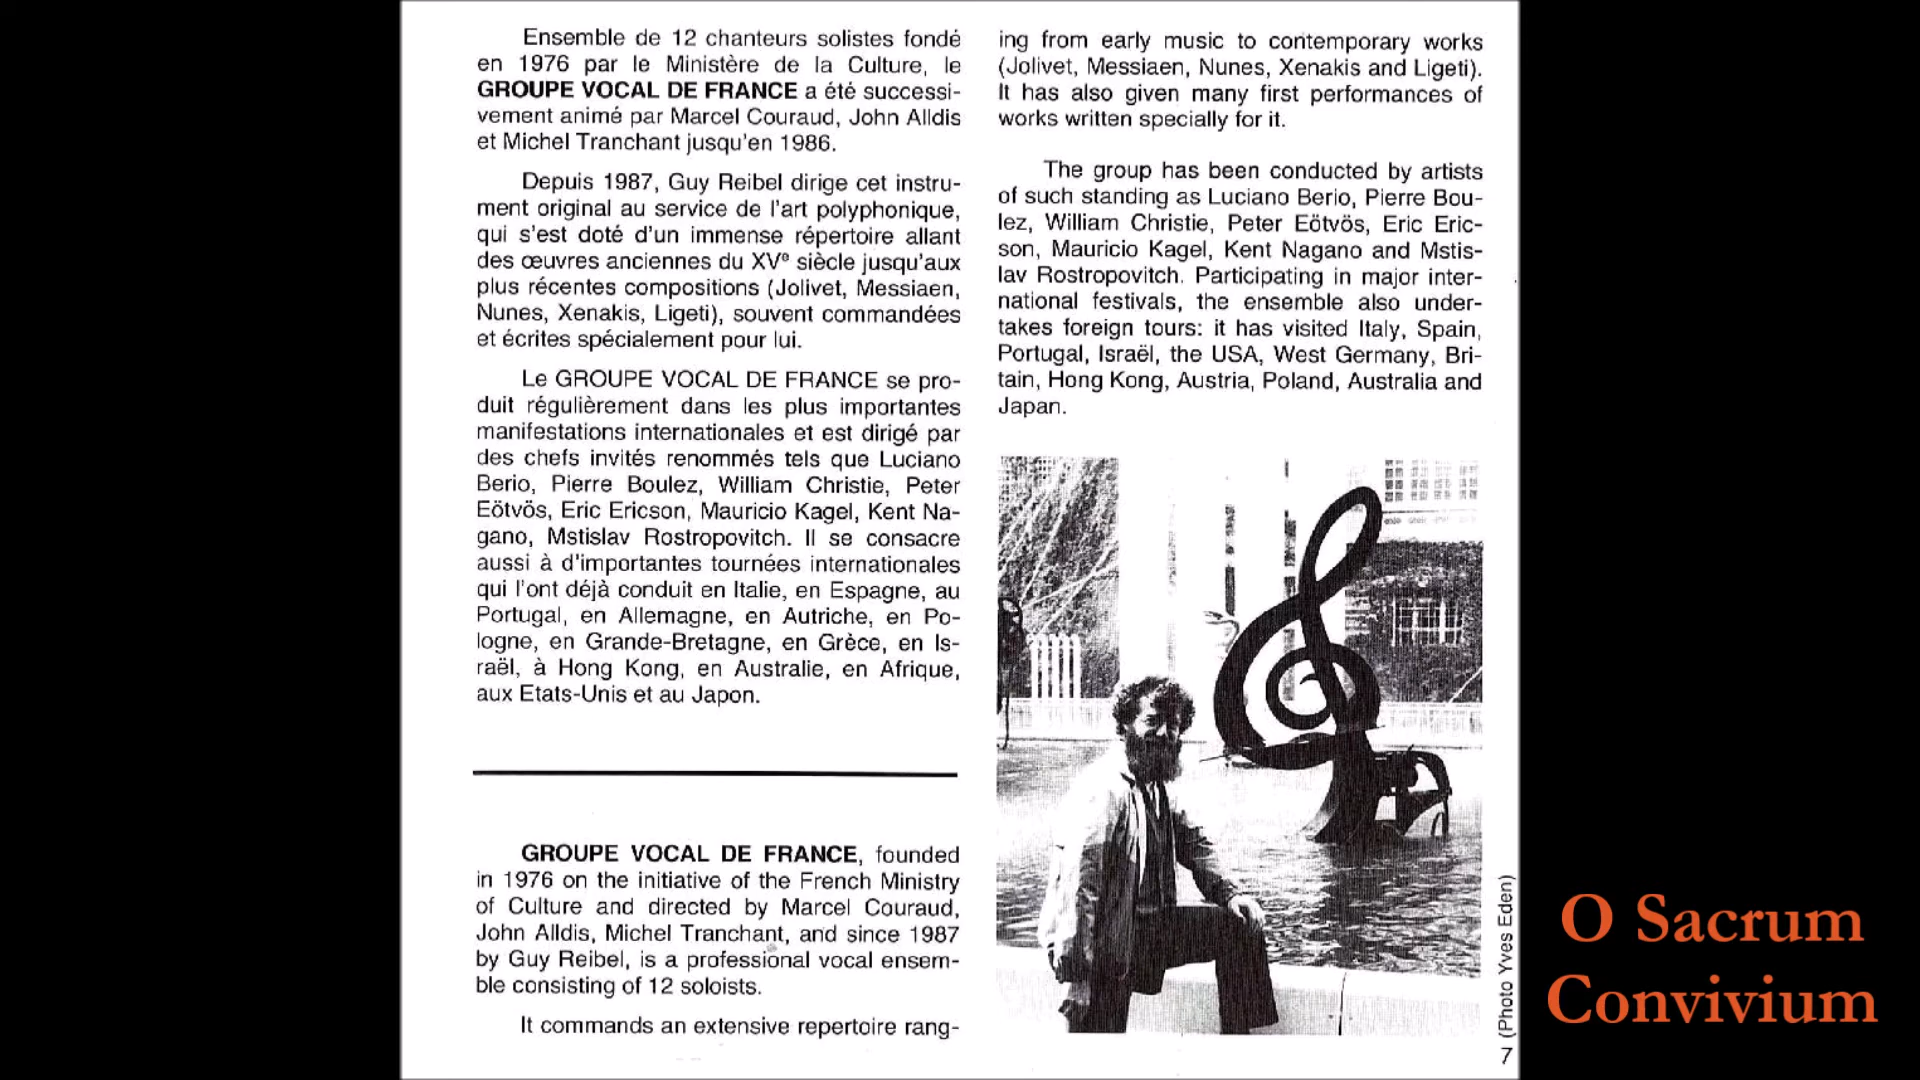 Ensemble de 12 chanteurs solistes fondé
en 1976 par le Ministère de la Culture, le
GROUPE VOCAL DE FRANCE a été successi-
vement animé par Marcel Couraud, John Alldis
et Michel Tranchant jusqu'en 1986.
Depuis 1987, Guy Reibel dirige cet instru-
ment original au service de l'art polyphonique,
qui s'est doté d'un immense répertoire allant
des œuvres anciennes du XVe siècle jusqu'aux
plus récentes compositions (Jolivet, Messiaen,
Nunes, Xenakis, Ligeti), souvent commandées
et écrites spécialement pour lui.
Le GROUPE VOCAL DE FRANCE se pro-
duit régulièrement dans les plus importantes
manifestations internationales et est dirigé par
des chefs invités renommés tels que Luciano
Berio, Pierre Boulez, William Christie, Peter
Eötvös, Eric Ericson, Mauricio Kagel, Kent Na-
gano, Mstislav Rostropovitch. Il se consacre
aussi à d'importantes tournées internationales
qui l'ont déjà conduit en Italie, en Espagne, au
Portugal, en Allemagne, en Autriche, en Po-
logne, en Grande-Bretagne, en Grèce, en Is-
raël, à Hong Kong, en Australie, en Afrique,
aux Etats-Unis et au Japon.
GROUPE VOCAL DE FRANCE, founded
in 1976 on the initiative of the French Ministry
of Culture and directed by Marcel Couraud,
John Alldis, Michel Tranchant, and since 1987
by Guy Reibel, is a professional vocal ensem-
ble consisting of 12 soloists.
It commands an extensive repertoire rang-
ing from early music to contemporary works
(Jolivet, Messiaen, Nunes, Xenakis and Ligeti).
It has also given many first performances of
works written specially for it.
The group has been conducted by artists
of such standing as Luciano Berio, Pierre Bou-
lez, William Christie, Peter Eötvös, Eric Eric-
son, Mauricio Kagel, Kent Nagano and Mstis-
lav Rostropovitch. Participating in major inter-
national festivals, the ensemble also under-
takes foreign tours: it has visited Italy, Spain,
Portugal, Israël, the USA, West Germany, Bri-
tain, Hong Kong, Austria, Poland, Australia and
Japan.
(Photo Yves Eden)
7
O Sacrum
Convivium